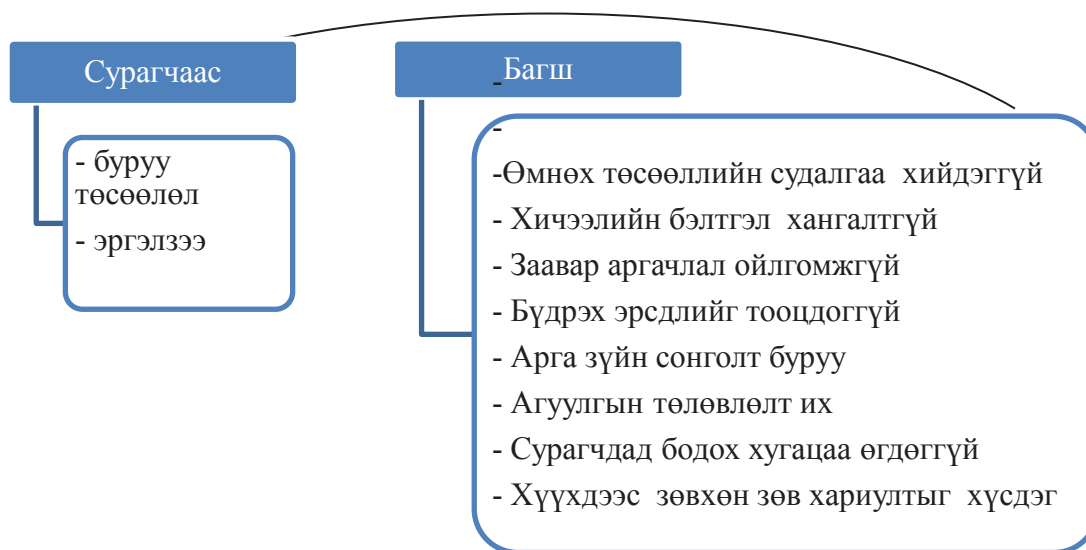 Сурагчаас
- буруу
төсөөлөл
- эргэлзээ
Багш
-
-
-Өмнөх төсөөллийн судалгаа хийдэггүй
- Хичээлийн бэлтгэл хангалтгүй
- Заавар аргачлал ойлгомжгүй
- Бүдрэх эрсдлийг тооцдоггүй
- Арга зүйн сонголт буруу
- Агуулгын төлөвлөлт их
- Сурагчдад бодох хугацаа өгдөггүй
- Хүүхдээс зөвхөн зөв хариултыг хүсдэг